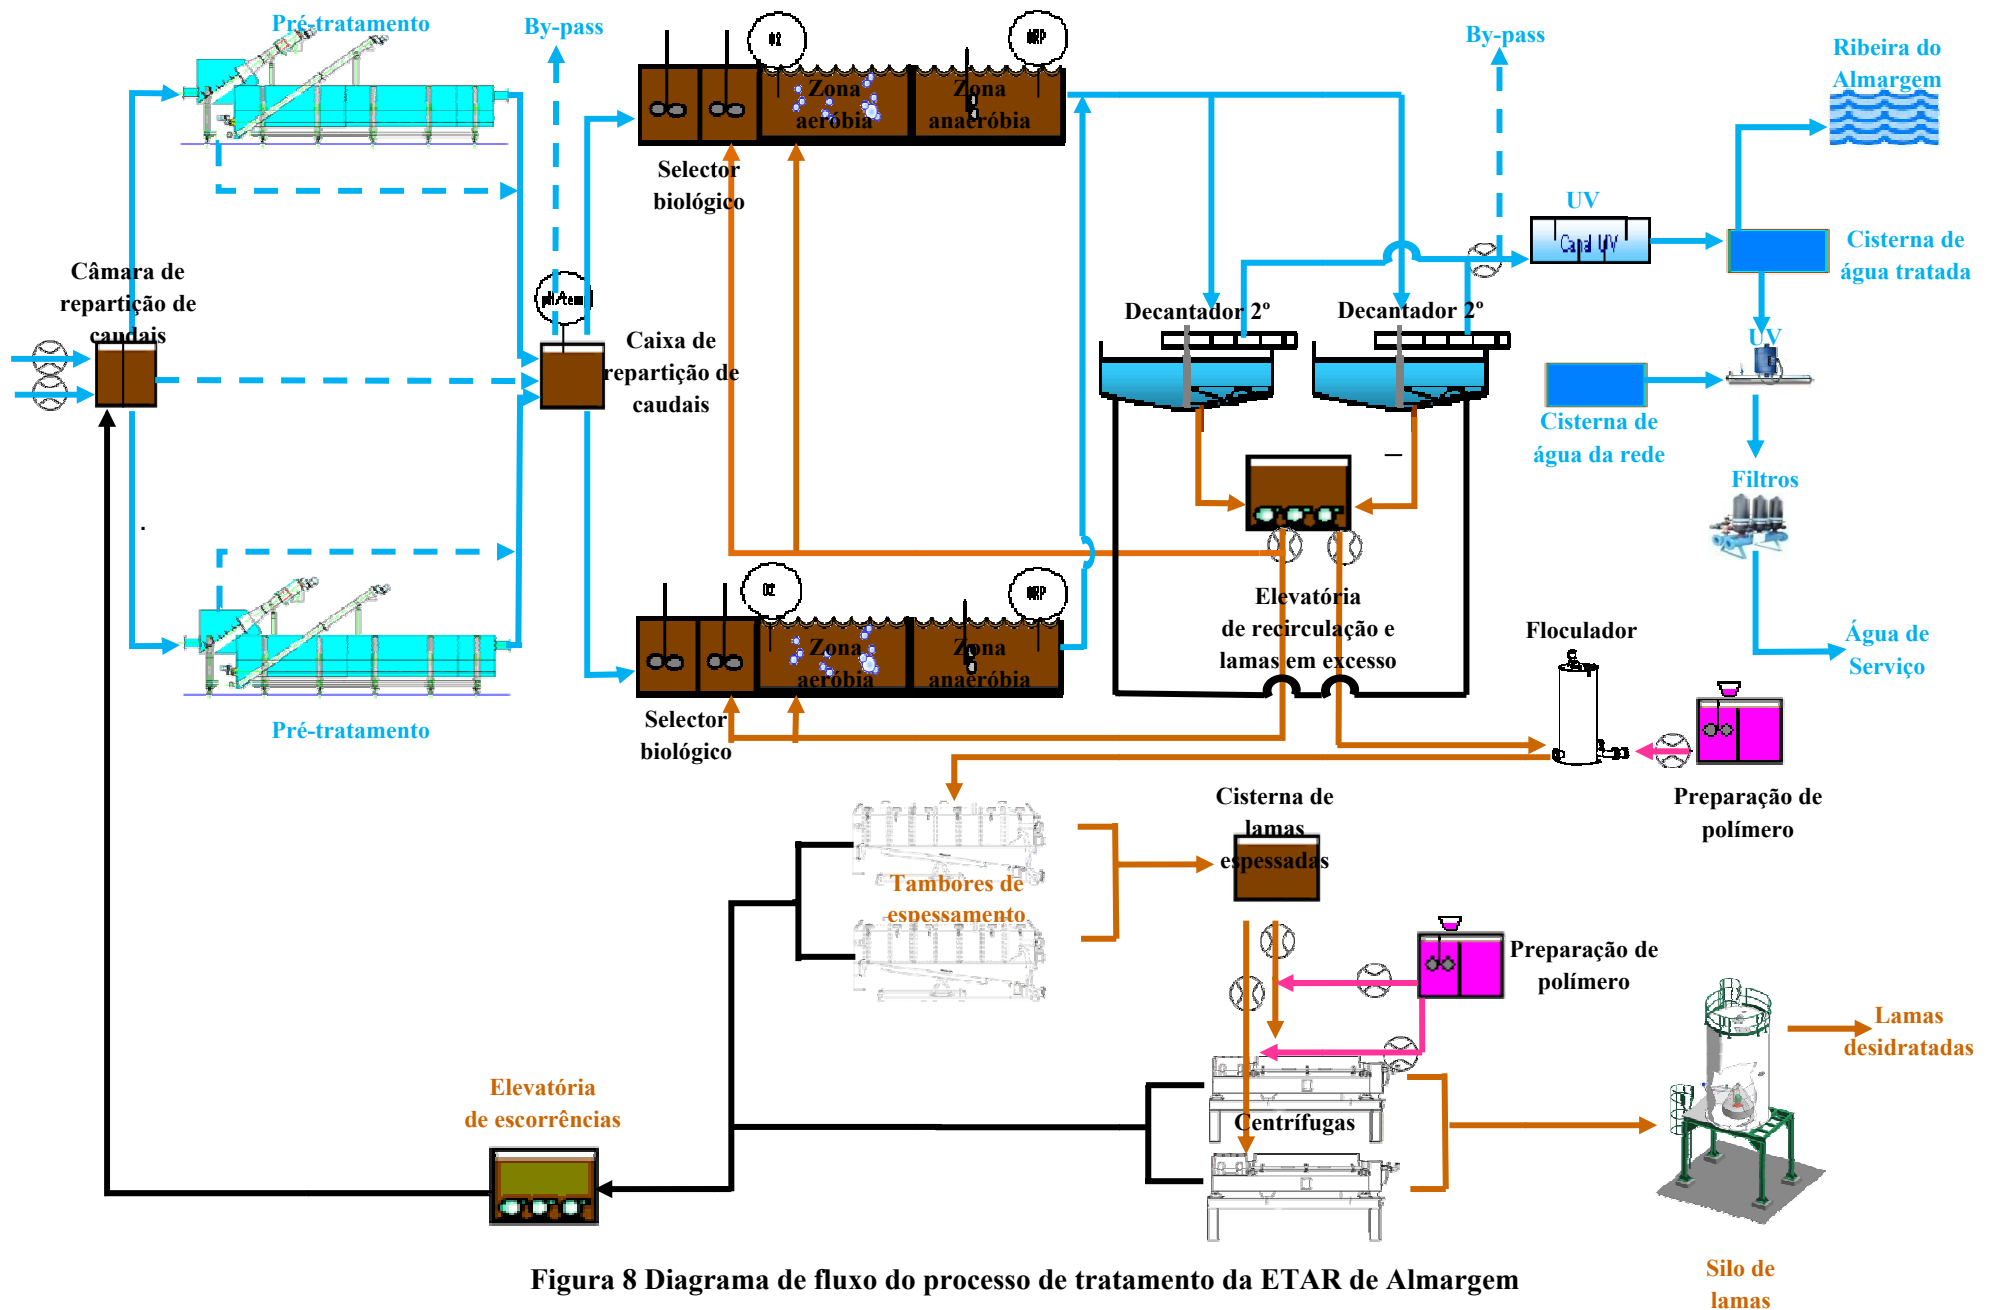 Pré-tratamento
By-pass
O2
ORP
By-pass
Ribeira do
Almargem
Zona
aeróbia
Zona
anaeróbia
Selector
biológico
UV
Canal UV
Cisterna de
água tratada
Câmara de
repartição de
caudais
pH/tem
Caixa de
repartição de
caudais
Decantador 2º
Decantador 2º
UV
Cisterna de
água da rede
Filtros
O2
ORP
Zona
aeróbia
Zona
anaeróbia
Elevatória
de recirculação e
lamas em excesso
Floculador
Água de
Serviço
Pré-tratamento
Selector
biológico
Preparação de
polímero
Cisterna de
lamas
espessadas
Tambores de
espessamento
Preparação de
polímero
Lamas
desidratadas
Elevatória
de escorrências
Centrífugas
Silo de
lamas
Figura 8 Diagrama de fluxo do processo de tratamento da ETAR de Almargem